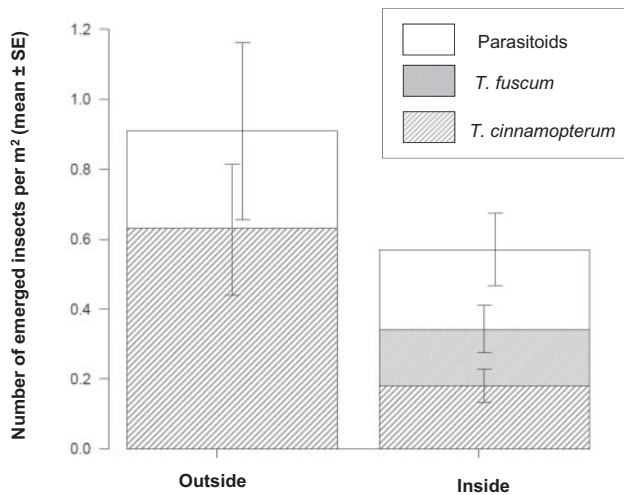 Number of emerged insects per m² (mean ± SE)
1.2
1.0
0.8
0.6
0.4
0.2
0.0
Parasitoids
T. fuscum
T. cinnamopterum
Outside
Inside